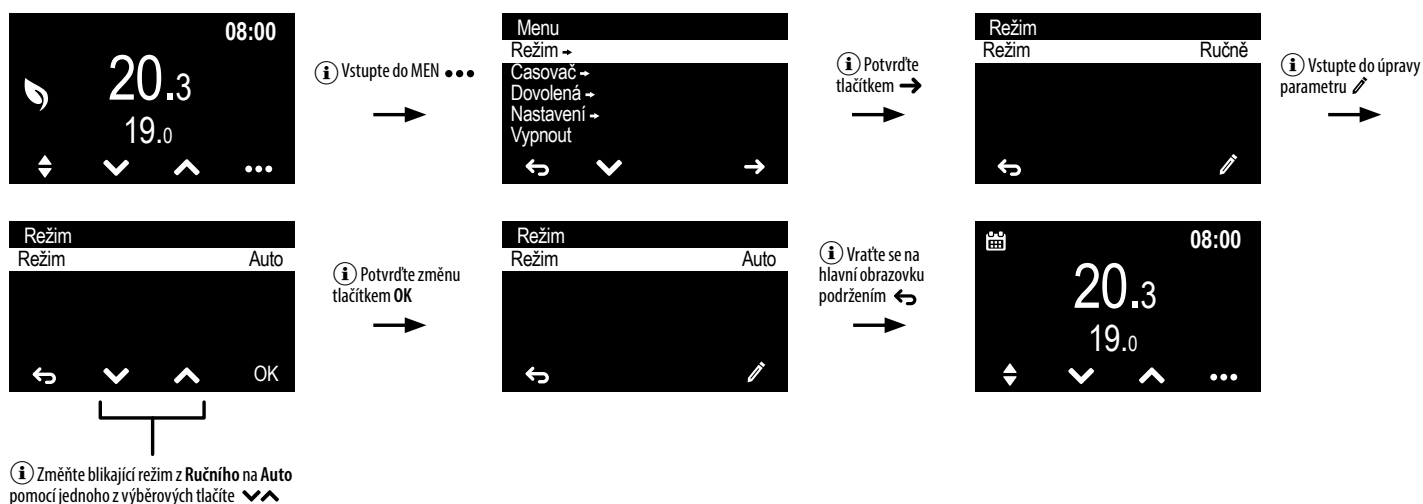 08:00
20.3
19.0
ⓘ Vstupte do MEN •••
Menu
Režim →
Casovač →
Dovolená →
Nastavení →
Vypnout
ⓘ Potvrďte
tlačítkem →
Režim
Režim Ručně
ⓘ Vstupte do úpravy
parametru
Režim
Režim Auto
OK
ⓘ Změňte blikající režim z Ručního na Auto
pomocí jednoho z výběrových tlačíte
ⓘ Potvrďte změnu
tlačítkem OK
Režim
Režim Auto
ⓘ Vraťte se na
hlavní obrazovku
podržením
08:00
20.3
19.0